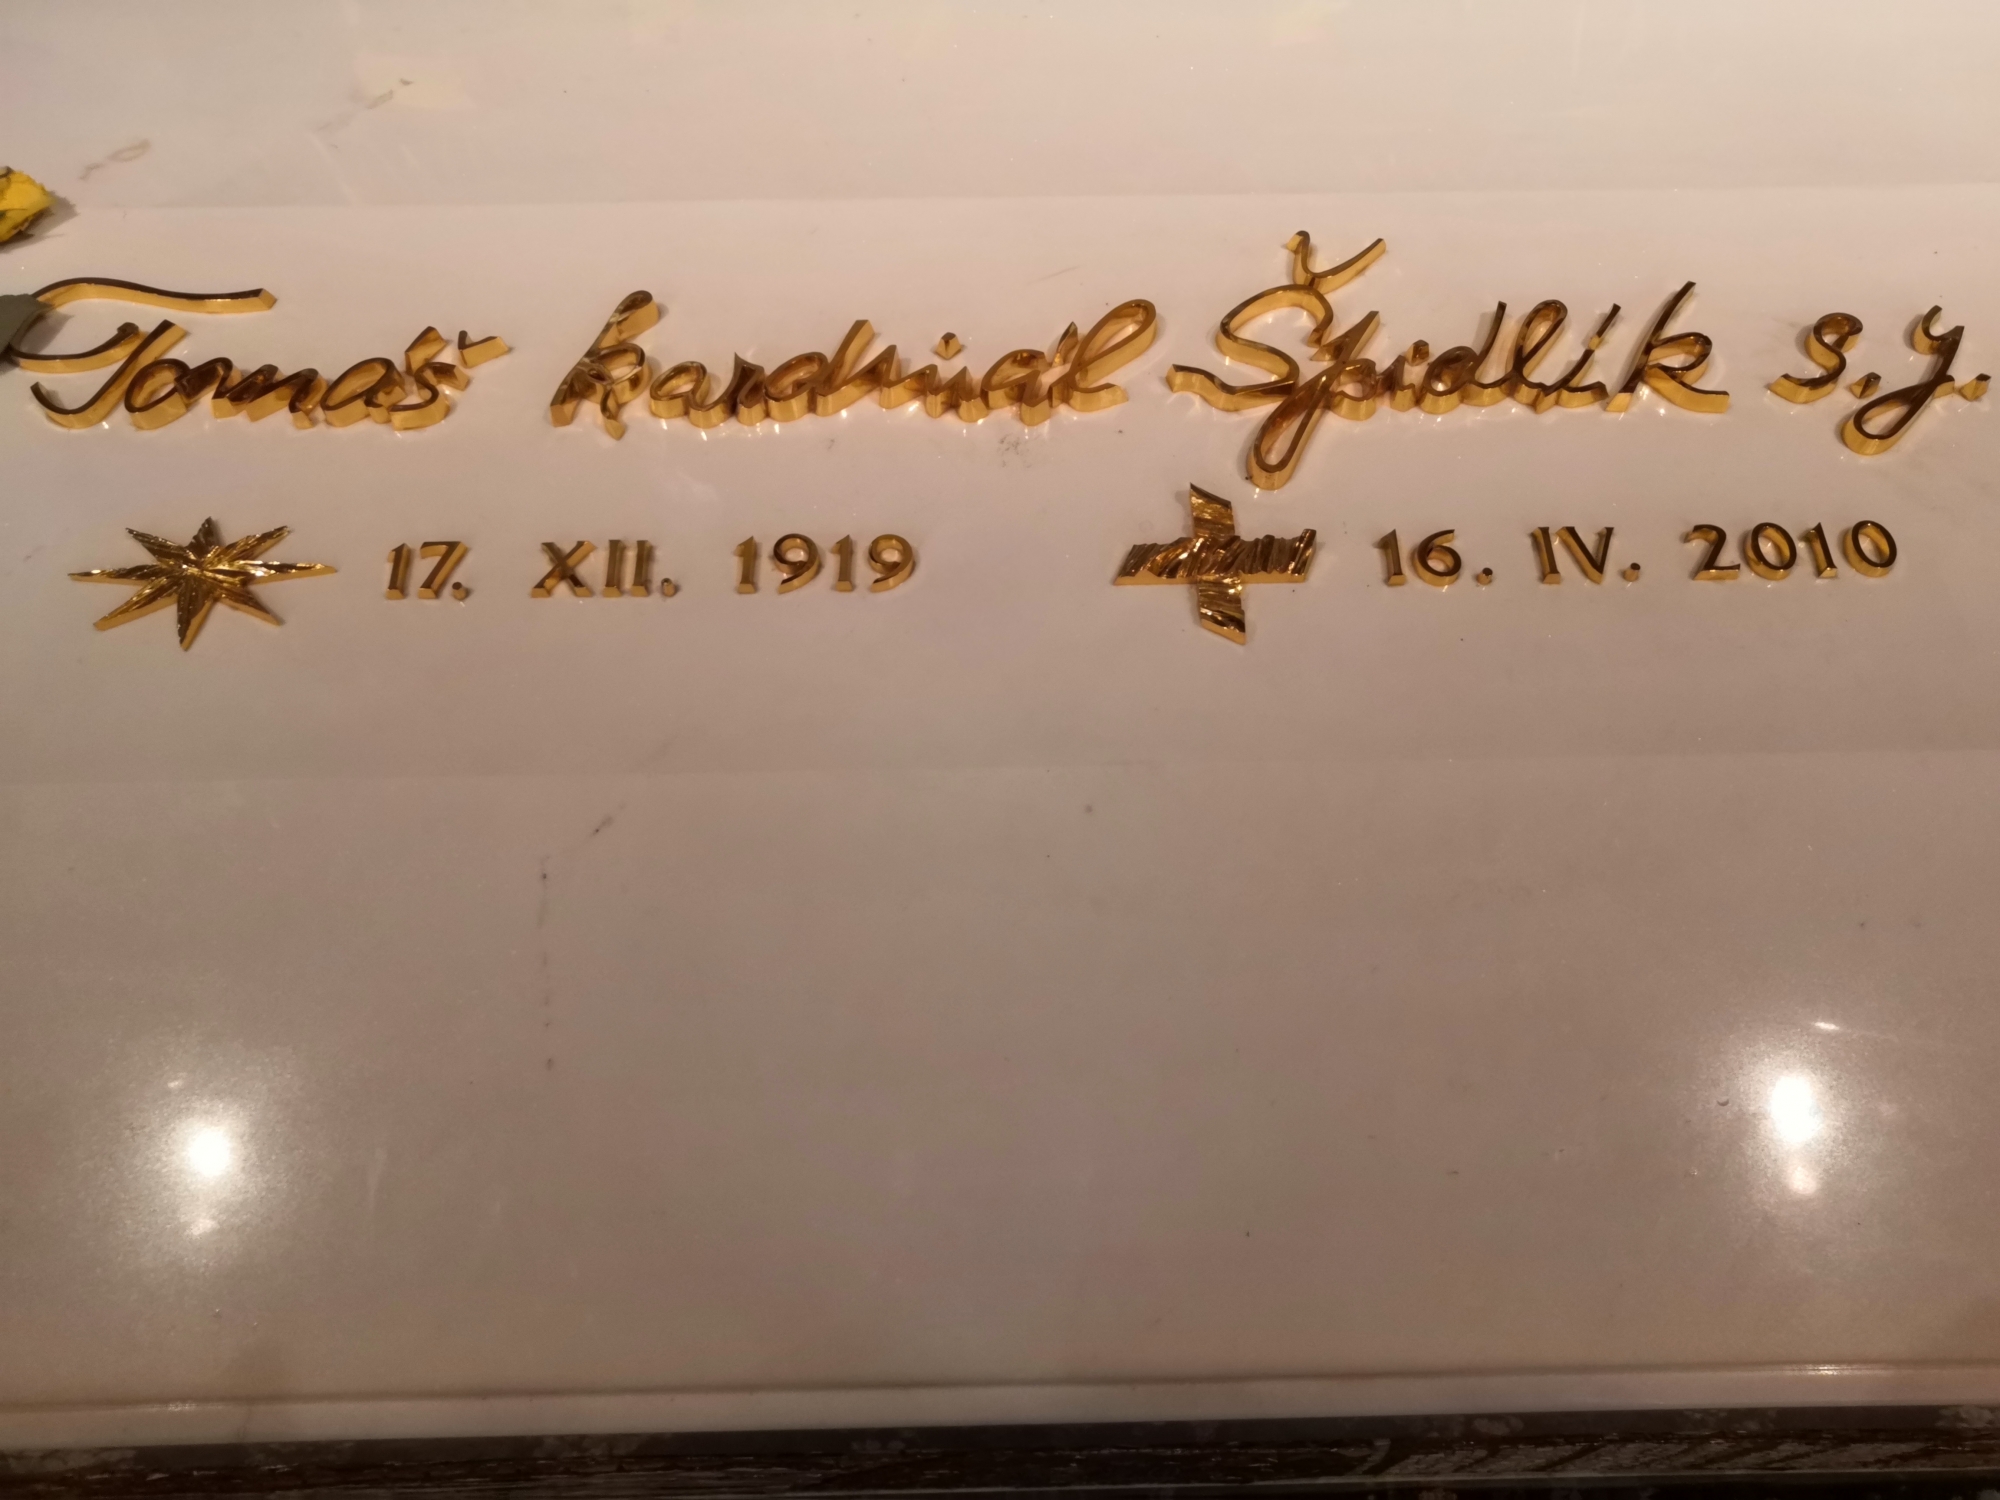 Tomáš kardinál Špidlík S.J.
17. XII. 1919 16. IV. 2010